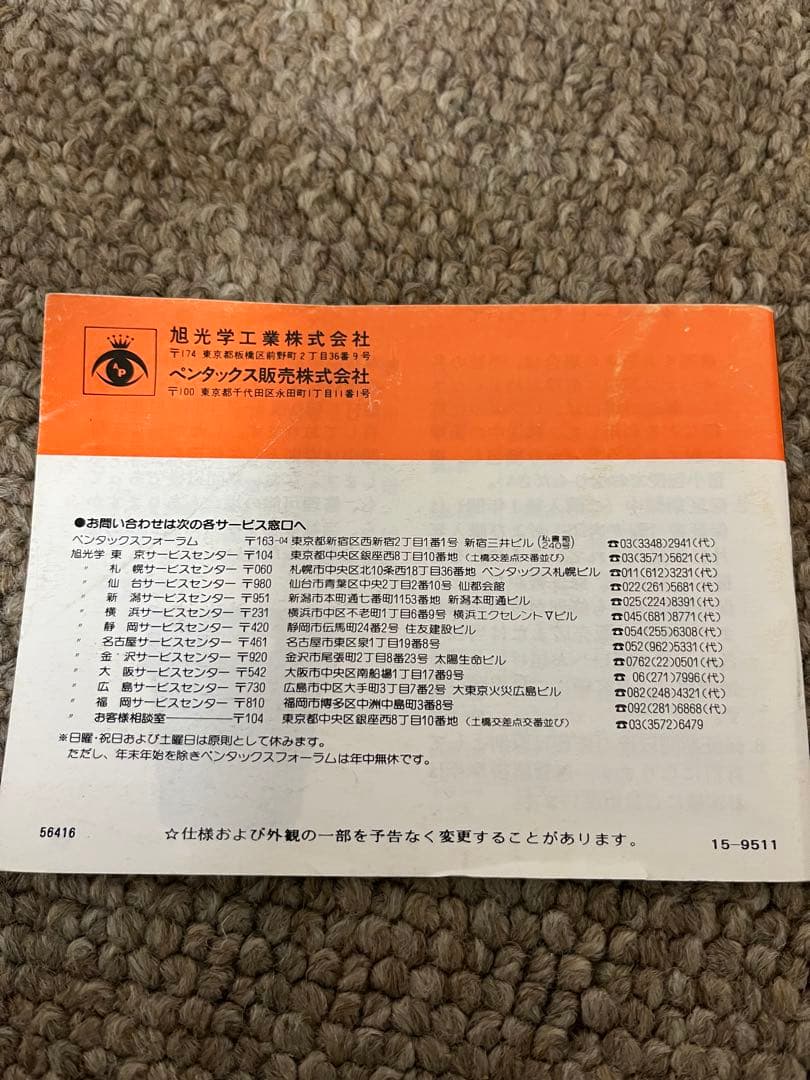 AP
旭光学工業株式会社
〒174 東京都板橋区前野町2丁目36番9号
ペンタックス販売株式会社
〒100 東京都千代田区永田町1丁目11番1号
●お問い合わせは次の各サービス窓口へ
ペンタックスフォーラム 〒163-04 東京都新宿区西新宿2丁目1番1号 新宿三井ビル (私書箱240号) ☎03(3348)2941(代)
旭光学 東京サービスセンター 〒104 東京都中央区銀座西8丁目10番地 (土橋交差点交番並び) ☎03(3571)5621(代)
〃 札幌サービスセンター 〒060 札幌市中央区北10条西18丁目36番地 ペンタックス札幌ビル ☎011(612)3231(代)
〃 仙台サービスセンター 〒980 仙台市青葉区中央2丁目2番10号 仙都会館 ☎022(261)5681(代)
〃 新潟サービスセンター 〒951 新潟市本町通七番町1153番地 新潟本町通ビル ☎025(224)8391(代)
〃 横浜サービスセンター 〒231 横浜市中区不老町1丁目6番9号 横浜エクセレントⅤビル ☎045(681)8771(代)
〃 静岡サービスセンター 〒420 静岡市伝馬町24番2号 住友建設ビル ☎054(255)6308(代)
〃 名古屋サービスセンター 〒461 名古屋市東区泉1丁目19番8号 ☎052(962)5331(代)
〃 金沢サービスセンター 〒920 金沢市尾張町2丁目8番23号 太陽生命ビル ☎0762(22)0501(代)
〃 大阪サービスセンター 〒542 大阪市中央区南船場1丁目17番9号 ☎06(271)7996(代)
〃 広島サービスセンター 〒730 広島市中区大手町3丁目7番2号 大東京火災広島ビル ☎082(248)4321(代)
〃 福岡サービスセンター 〒810 福岡市博多区中洲中島町3番8号 ☎092(281)6868(代)
〃 お客様相談室 〒104 東京都中央区銀座西8丁目10番地 (土橋交差点交番並び) ☎03(3572)6479
※日曜・祝日および土曜日は原則として休みます。
ただし、年末年始を除きペンタックスフォーラムは年中無休です。
56416 ☆仕様および外観の一部を予告なく変更することがあります。 15-9511